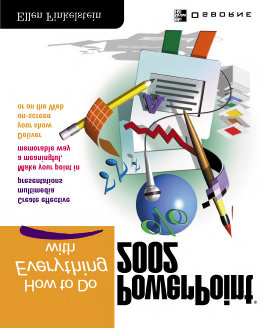 How to Do
Everything
with
PowerPoint®
2002
Create effective
multimedia
presentations
Make your point in
a meaningful,
memorable way
Deliver
your show
on-screen
or on the Web
Ellen Finkelstein
OSBORNE